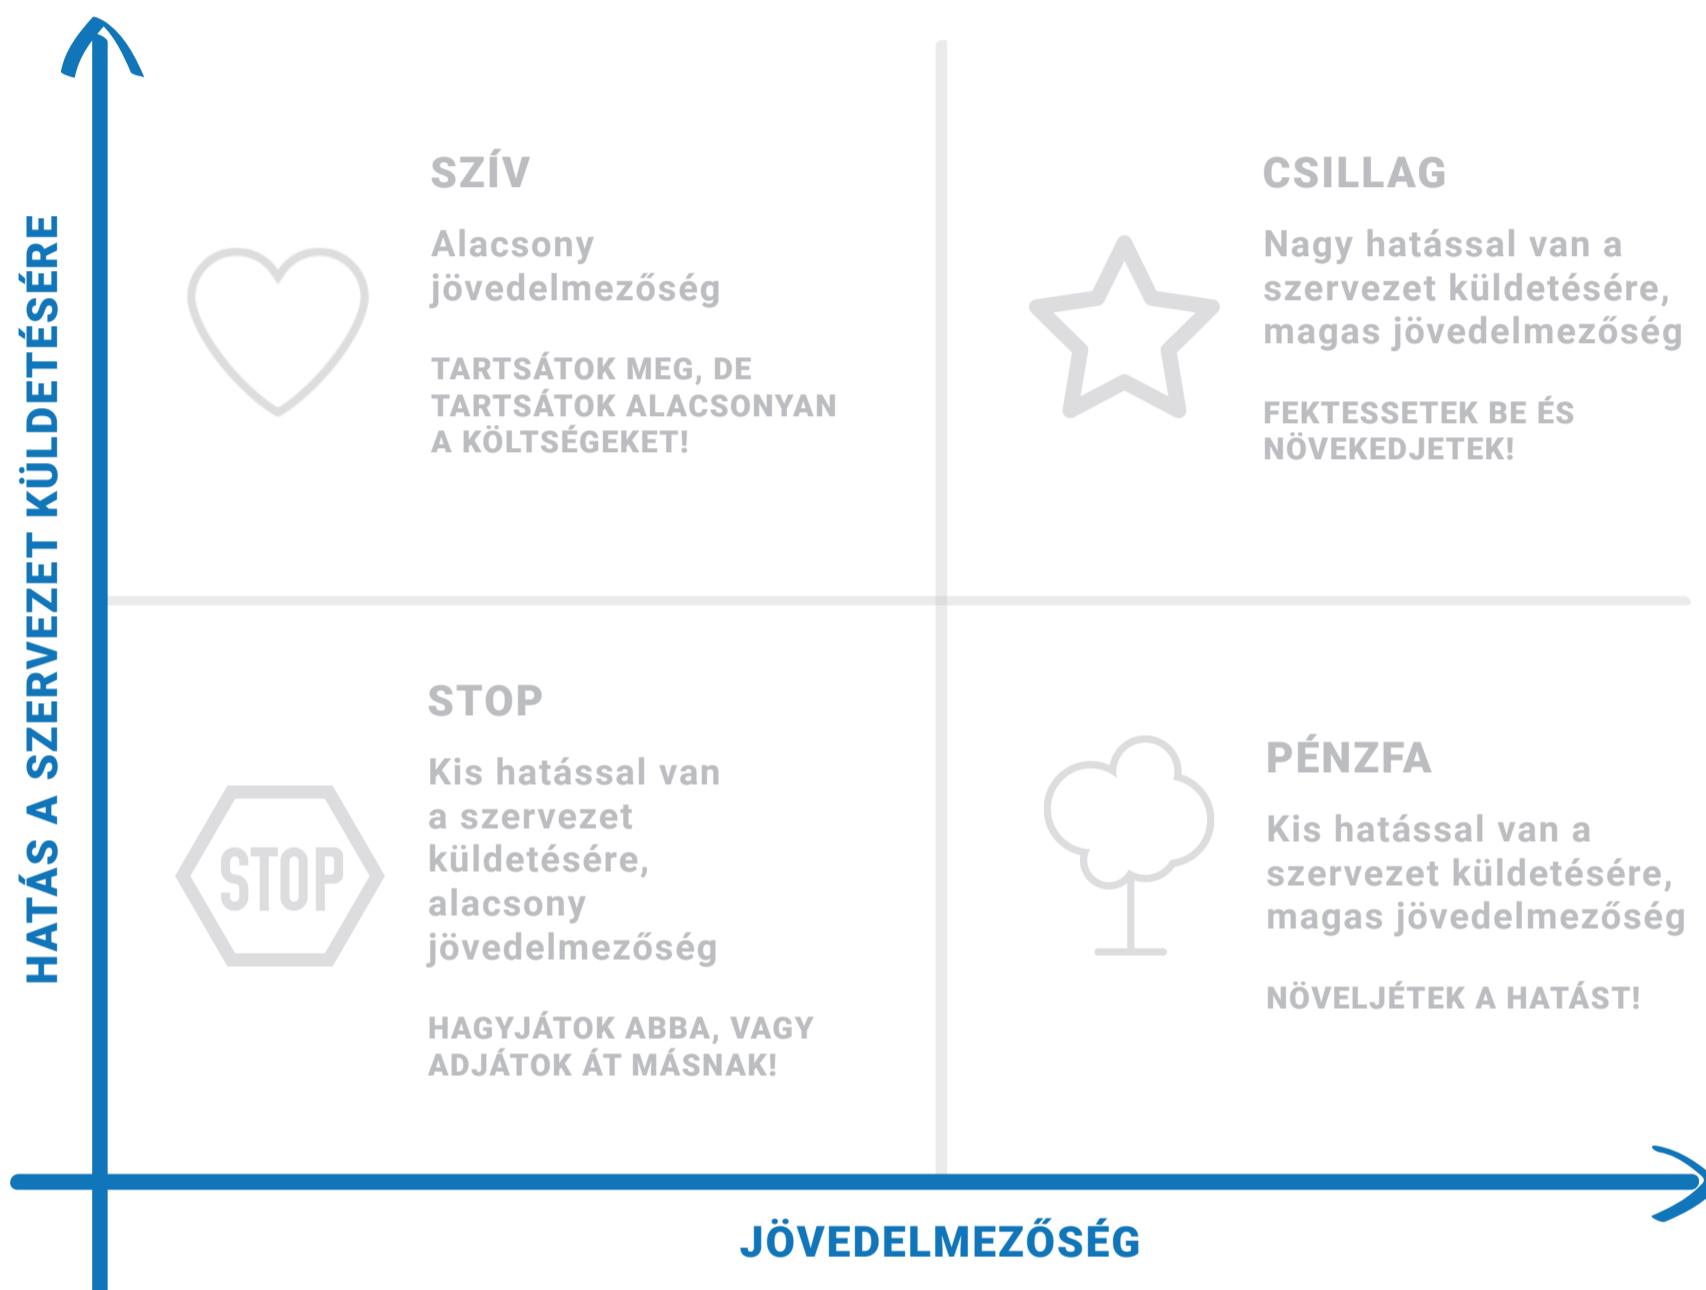 HATÁS A SZERVEZET KÜLDETÉSÉRE
SZÍV
Alacsony
jövedelmezőség
TARTSÁTOK MEG, DE
TARTSÁTOK ALACSONYAN
A KÖLTSÉGEKET!
CSILLAG
Nagy hatással van a
szervezet küldetésére,
magas jövedelmezőség
FEKTESSETEK BE ÉS
NÖVEKEDJETEK!
STOP
STOP
Kis hatással van
a szervezet
küldetésére,
alacsony
jövedelmezőség
HAGYJÁTOK ABBA, VAGY
ADJÁTOK ÁT MÁSNAK!
PÉNZFA
Kis hatással van a
szervezet küldetésére,
magas jövedelmezőség
NÖVELJÉTEK A HATÁST!
JÖVEDELMEZŐSÉG